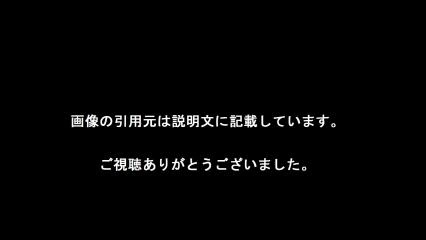 画像の引用元は説明文に記載しています。
ご視聴ありがとうございました。